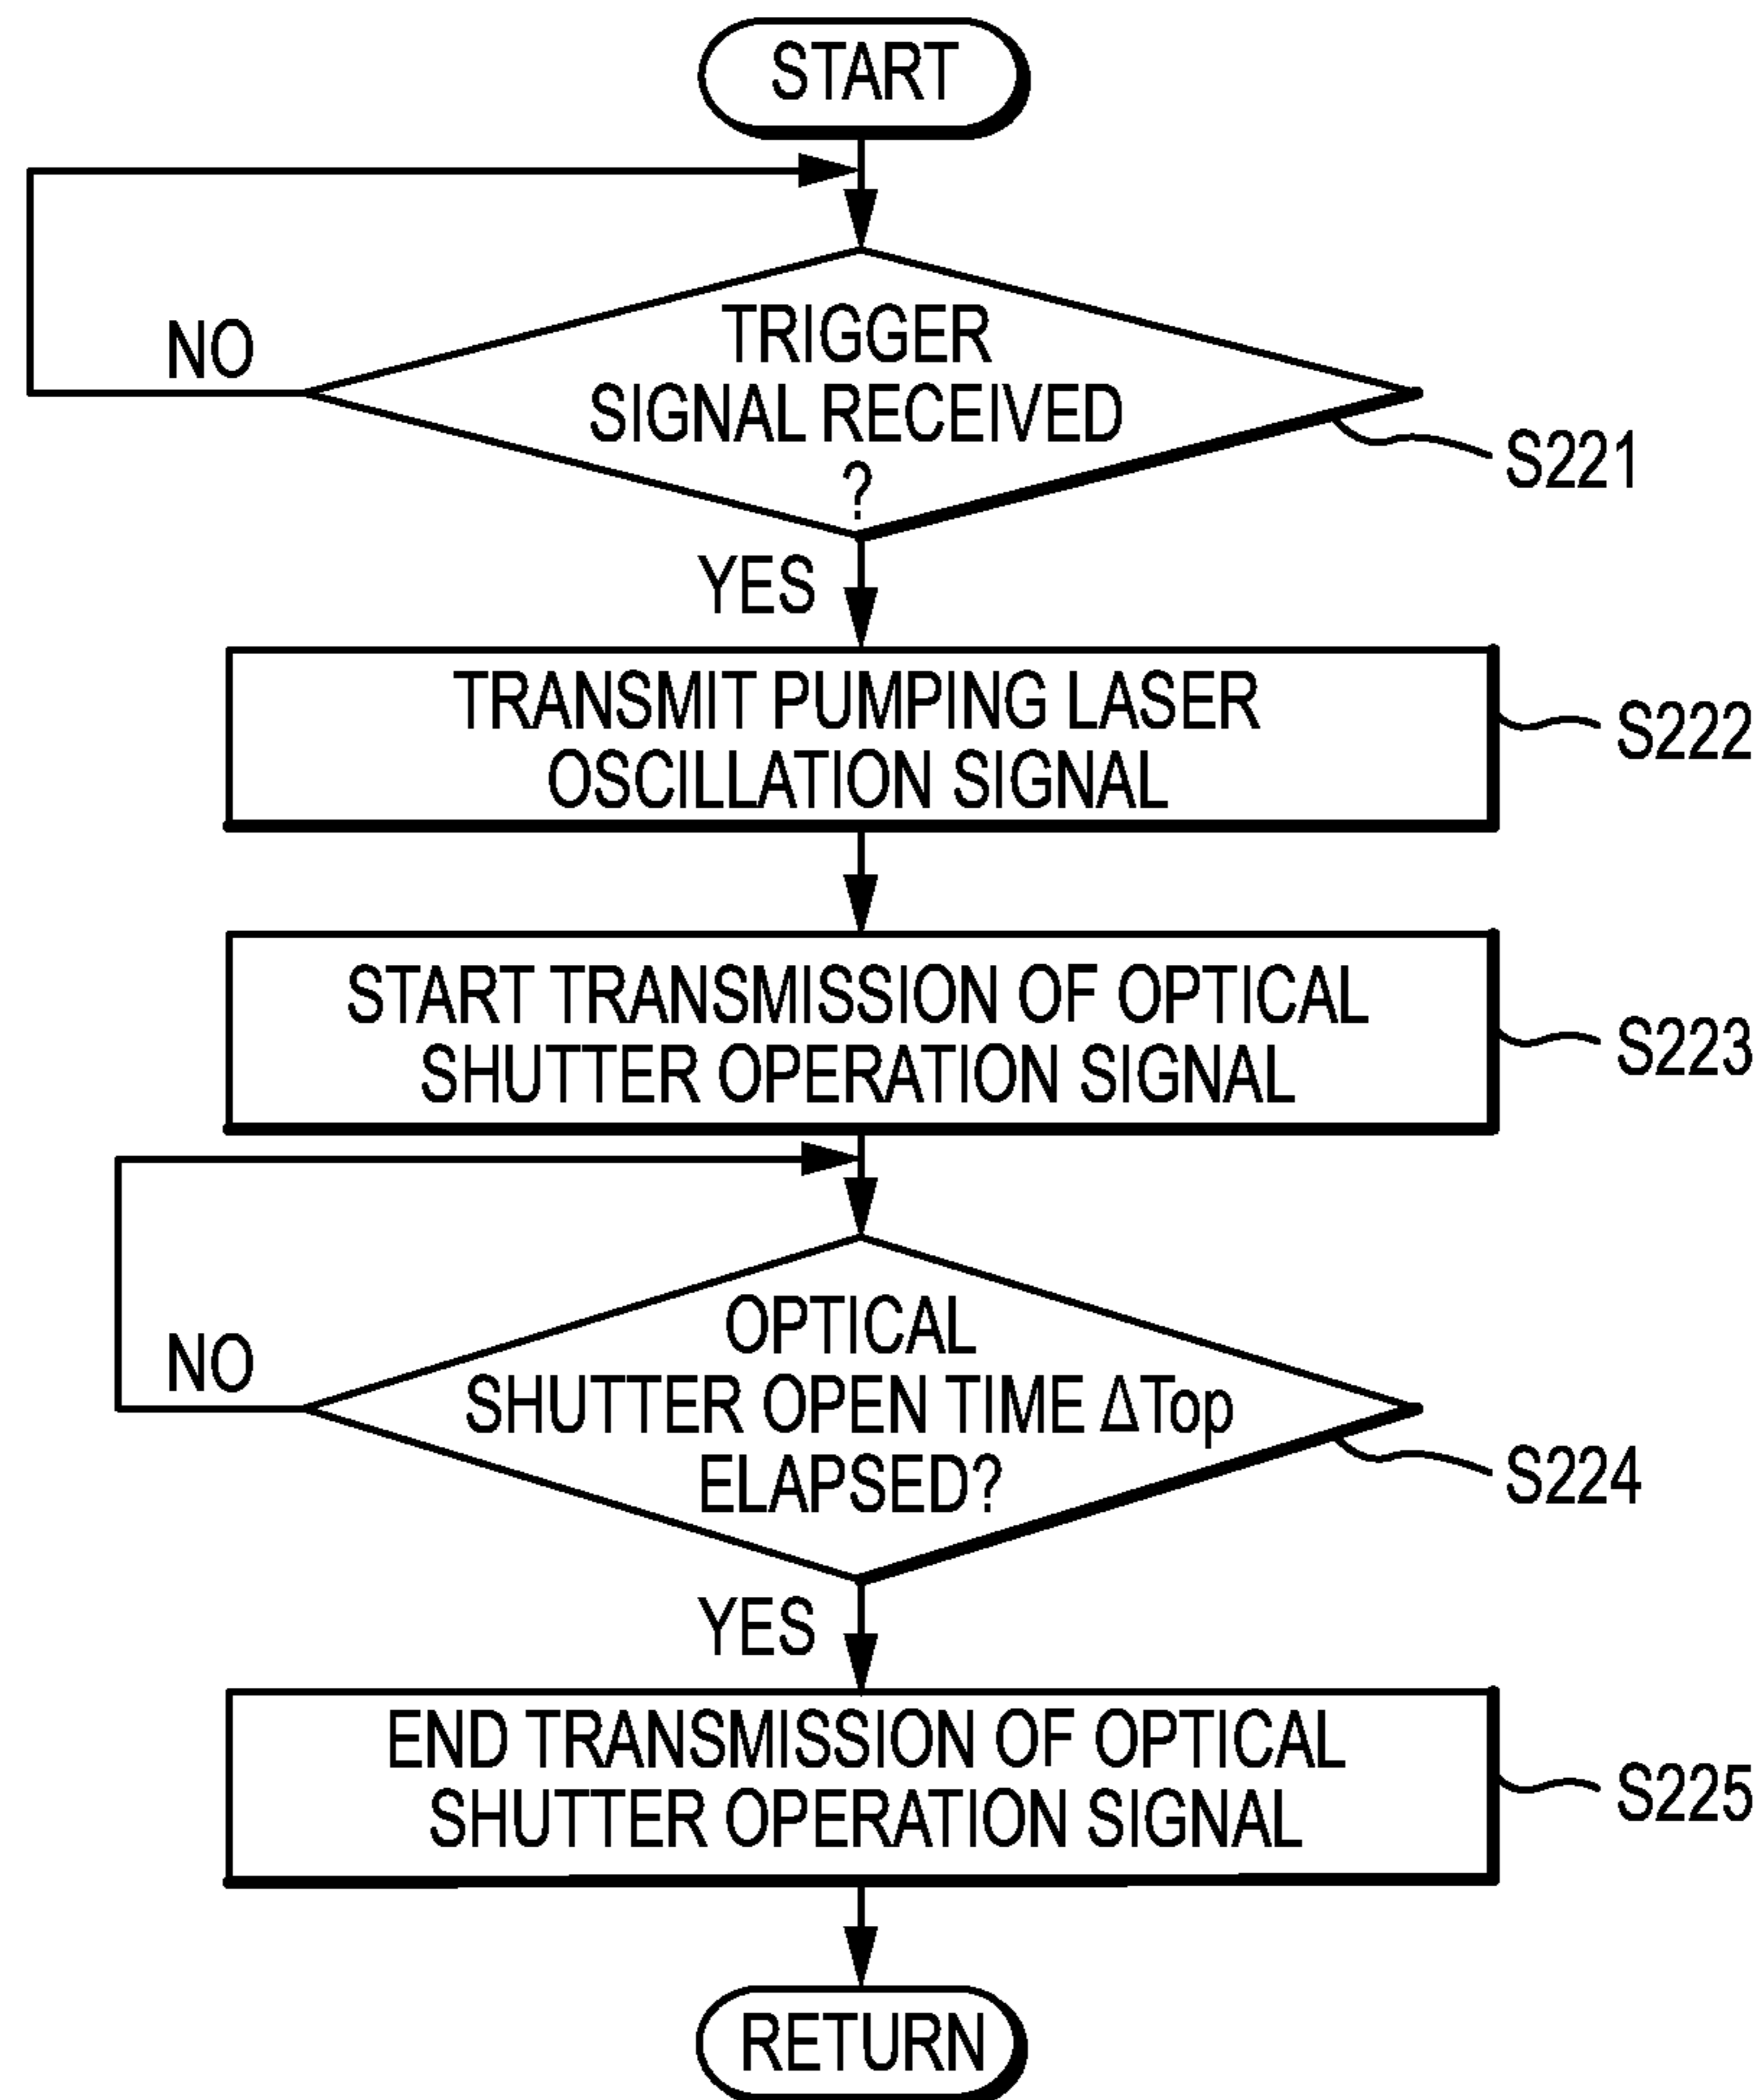 START
NO
TRIGGER
SIGNAL RECEIVED
?
S221
YES
TRANSMIT PUMPING LASER
OSCILLATION SIGNAL
S222
START TRANSMISSION OF OPTICAL
SHUTTER OPERATION SIGNAL
S223
NO
OPTICAL
SHUTTER OPEN TIME ΔTop
ELAPSED?
S224
YES
END TRANSMISSION OF OPTICAL
SHUTTER OPERATION SIGNAL
S225
RETURN